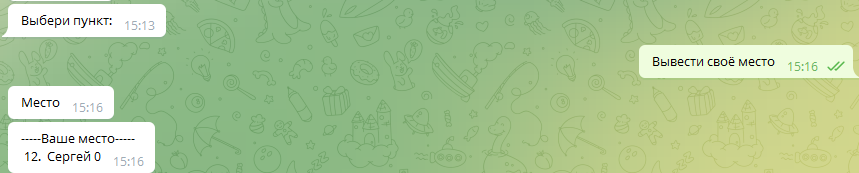 Выбери пункт: 15:13
Вывести своё место 15:16
Место 15:16
-----Ваше место-----
12. Сергей 0 15:16